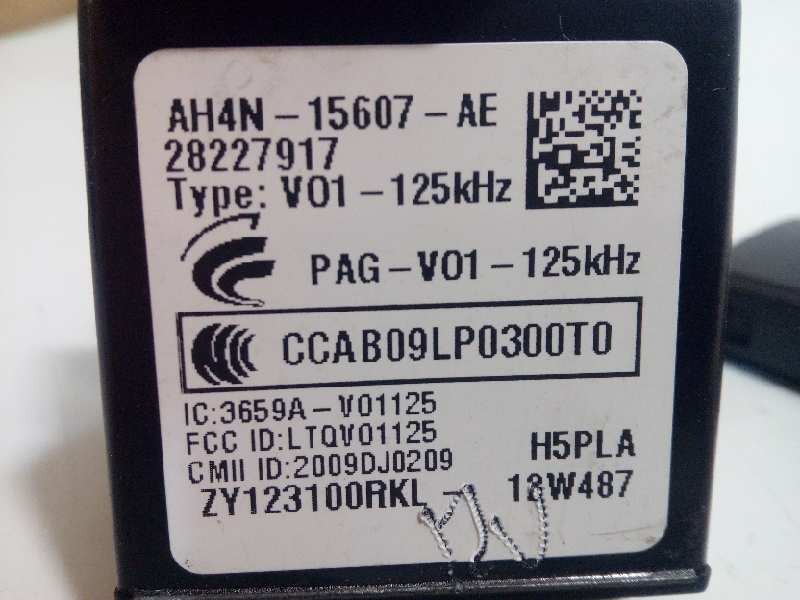 AH4N-15607-AE
28227917
Type: V01-125kHz
PAG-V01-125kHz
CCAB09LP0300T0
IC:3659A-V01125
FCC ID:LTQV01125
CMII ID:2009DJ0209
H5PLA
ZY123100RKL - 18W487